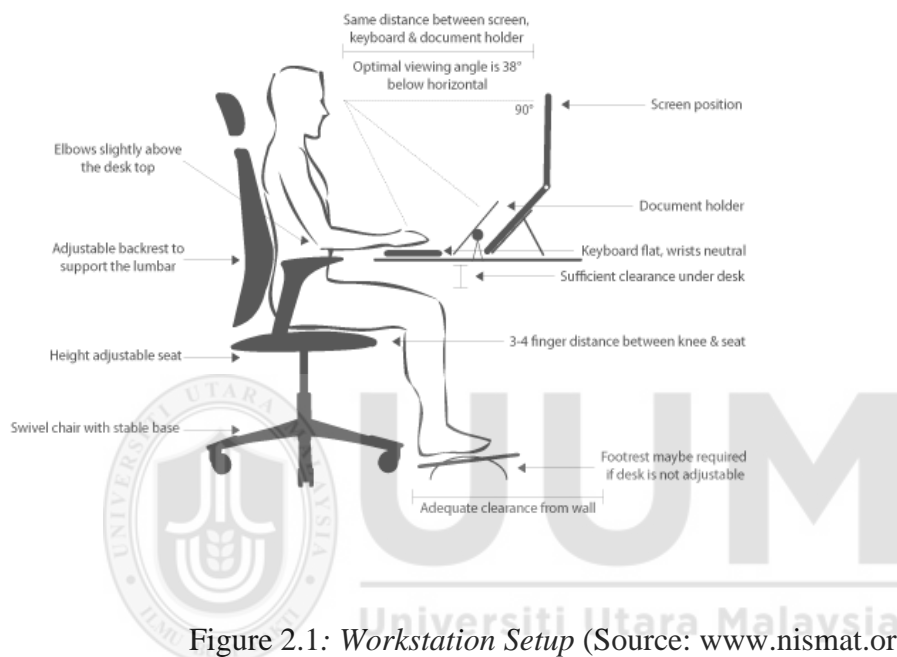 Same distance between screen,
keyboard & document holder
Optimal viewing angle is 38°
below horizontal
90°
Screen position
Elbows slightly above
the desk top
Document holder
Adjustable backrest to
support the lumbar
Keyboard flat, wrists neutral
Sufficient clearance under desk
3-4 finger distance between knee & seat
Height adjustable seat
Swivel chair with stable base
Footrest maybe required
if desk is not adjustable
Adequate clearance from wall
UNIVERSITI UTARA MALAYSIA
UUM
Universiti Utara Malaysia
Figure 2.1: Workstation Setup (Source: www.nismat.or